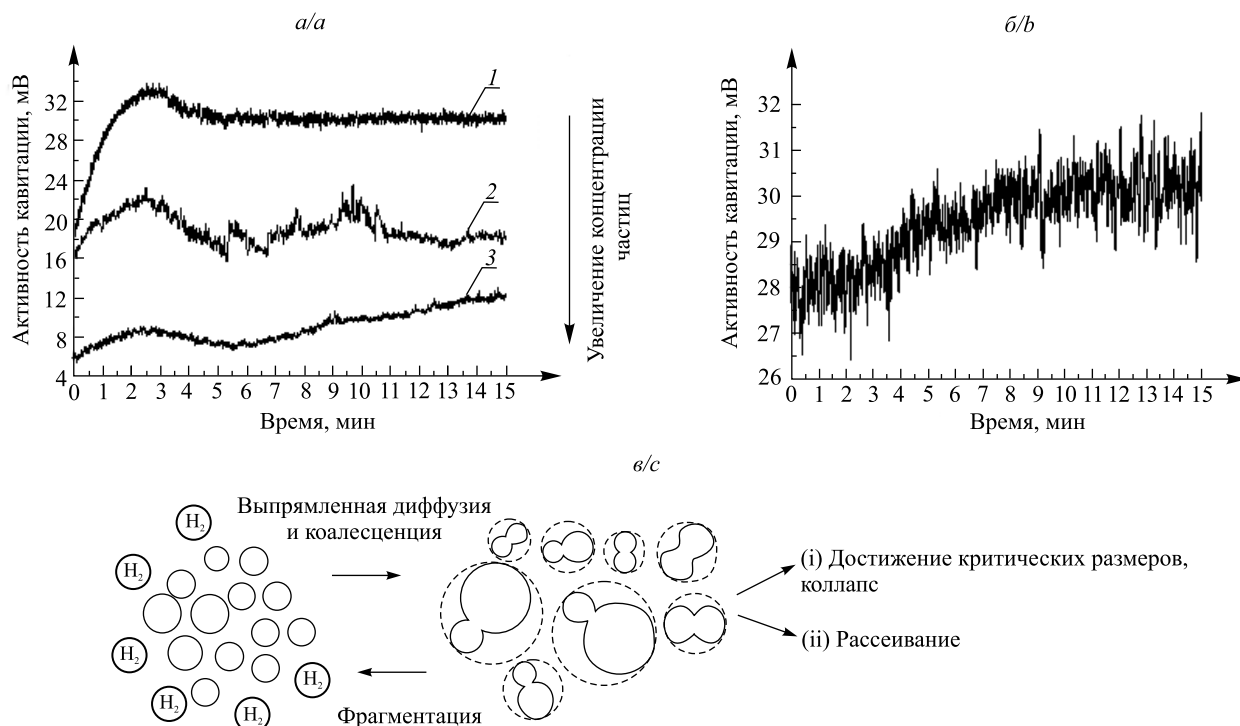 а/a
Активность кавитации, мВ
32
28
24
20
16
12
8
4
0 1 2 3 4 5 6 7 8 9 10 11 12 13 14 15
Время, мин
1
2
3
Увеличение концентрации
частиц
б/b
Активность кавитации, мВ
32
31
30
29
28
27
26
0 1 2 3 4 5 6 7 8 9 10 11 12 13 14 15
Время, мин
в/c
H₂
H₂
H₂
H₂
H₂
H₂
Выпрямленная диффузия
и коалесценция
Фрагментация
(i) Достижение критических размеров,
коллапс
(ii) Рассеивание